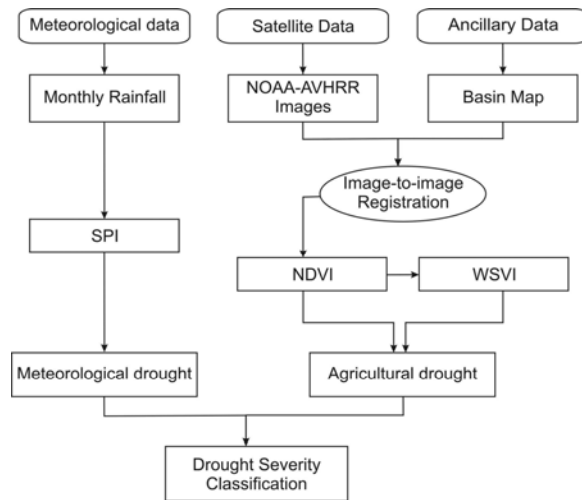 Meteorological data
Satellite Data
Ancillary Data
Monthly Rainfall
NOAA-AVHRR
Images
Basin Map
Image-to-image
Registration
SPI
NDVI
WSVI
Meteorological drought
Agricultural drought
Drought Severity
Classification